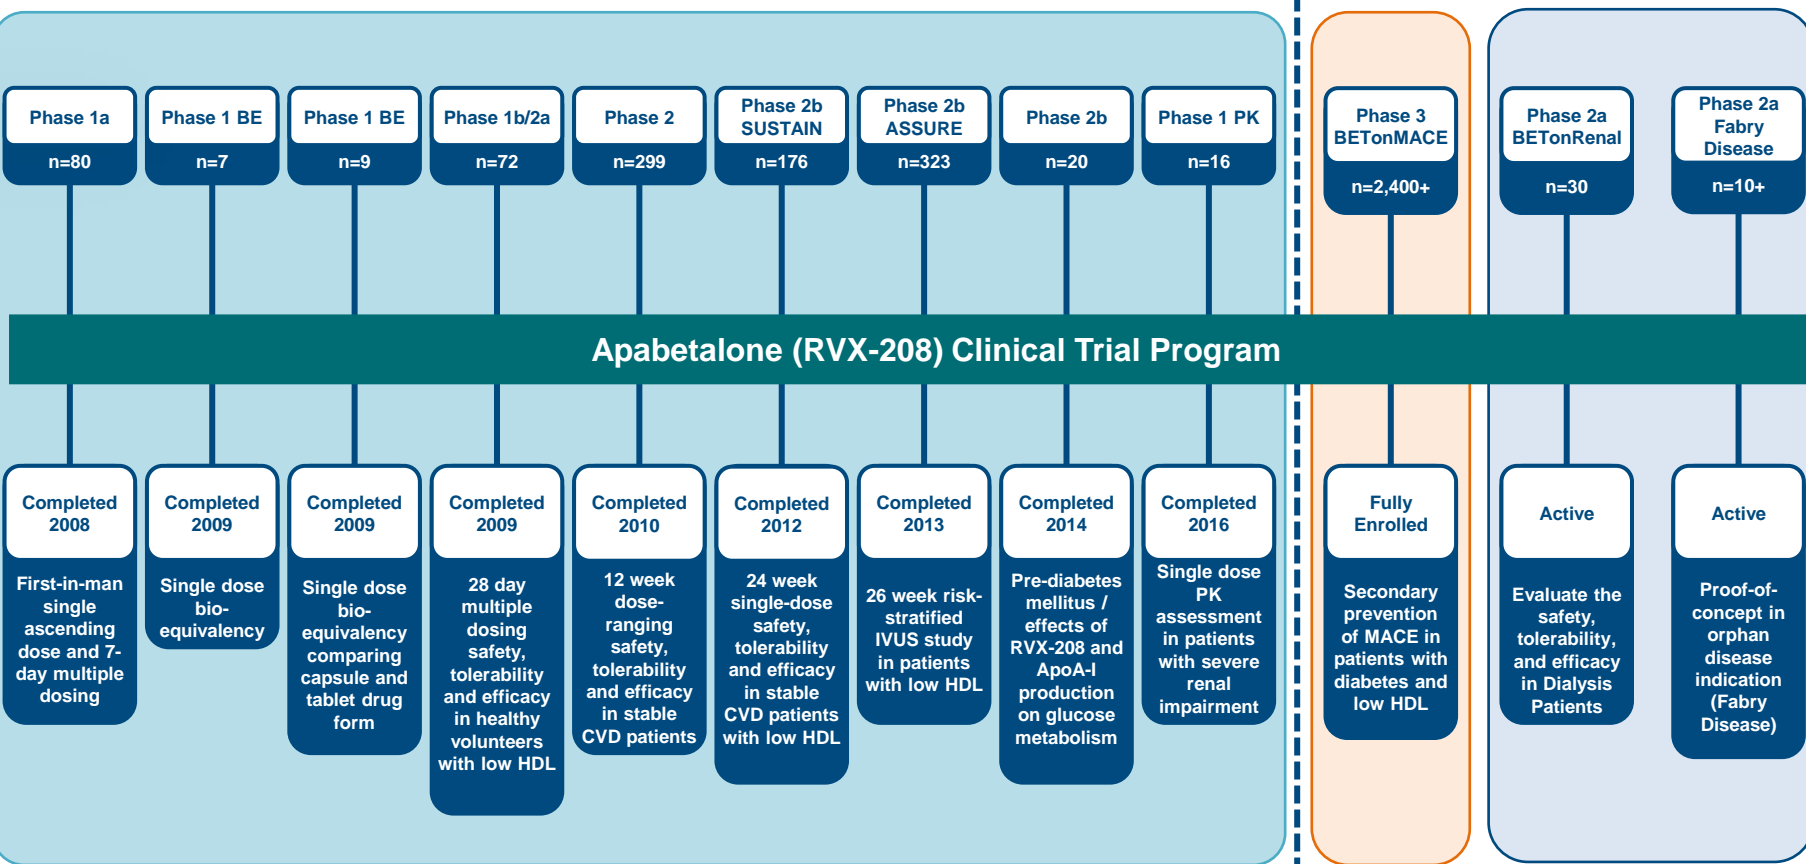 Phase 1a
n=80
Phase 1 BE
n=7
Phase 1 BE
n=9
Phase 1b/2a
n=72
Phase 2
n=299
Phase 2b
SUSTAIN
n=176
Phase 2b
ASSURE
n=323
Phase 2b
n=20
Phase 1 PK
n=16
Phase 3
BETonMACE
n=2,400+
Phase 2a
BETonRenal
n=30
Phase 2a
Fabry
Disease
n=10+
Apabetalone (RVX-208) Clinical Trial Program
Completed
2008
First-in-man
single
ascending
dose and 7-
day multiple
dosing
Completed
2009
Single dose
bio-
equivalency
Completed
2009
Single dose
bio-
equivalency
comparing
capsule and
tablet drug
form
Completed
2009
28 day
multiple
dosing
safety,
tolerability
and efficacy
in healthy
volunteers
with low HDL
Completed
2010
12 week
dose-
ranging
safety,
tolerability
and efficacy
in stable
CVD patients
Completed
2012
24 week
single-dose
safety,
tolerability
and efficacy
in stable
CVD patients
with low HDL
Completed
2013
26 week risk-
stratified
IVUS study
in patients
with low HDL
Completed
2014
Pre-diabetes
mellitus /
effects of
RVX-208 and
ApoA-I
production
on glucose
metabolism
Completed
2016
Single dose
PK
assessment
in patients
with severe
renal
impairment
Fully
Enrolled
Secondary
prevention
of MACE in
patients with
diabetes and
low HDL
Active
Evaluate the
safety,
tolerability,
and efficacy
in Dialysis
Patients
Active
Proof-of-
concept in
orphan
disease
indication
(Fabry
Disease)